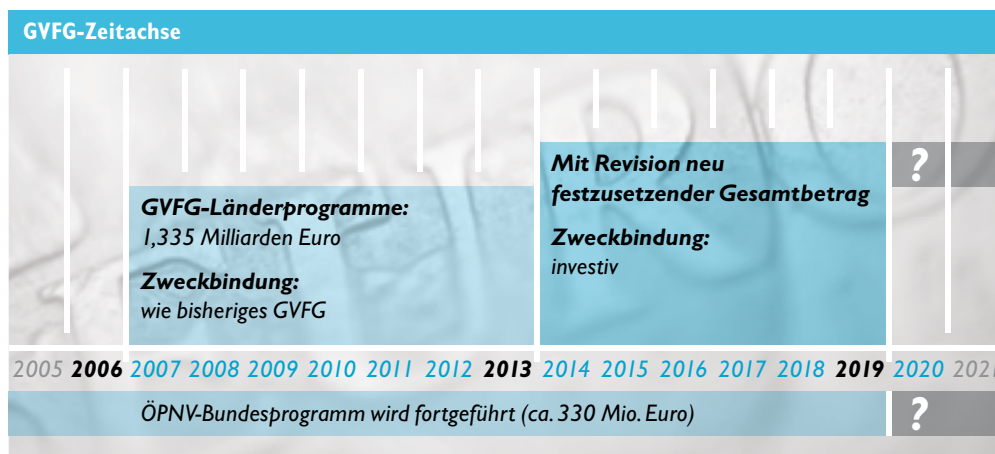 GVFG-Zeitachse
GVFG-Länderprogramme:
1,335 Milliarden Euro
Zweckbindung:
wie bisheriges GVFG
Mit Revision neu
festzusetzender Gesamtbetrag
Zweckbindung:
investiv
?
2005 2006 2007 2008 2009 2010 2011 2012 2013 2014 2015 2016 2017 2018 2019 2020 2021
ÖPNV-Bundesprogramm wird fortgeführt (ca. 330 Mio. Euro)
?